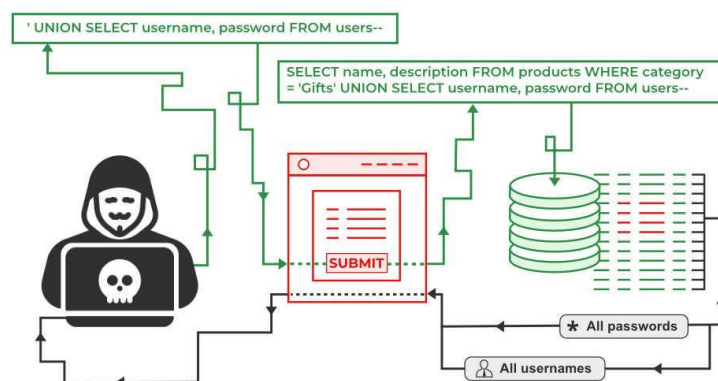 ' UNION SELECT username, password FROM users--
SELECT name, description FROM products WHERE category
= 'Gifts' UNION SELECT username, password FROM users--
SUBMIT
* All passwords
All usernames